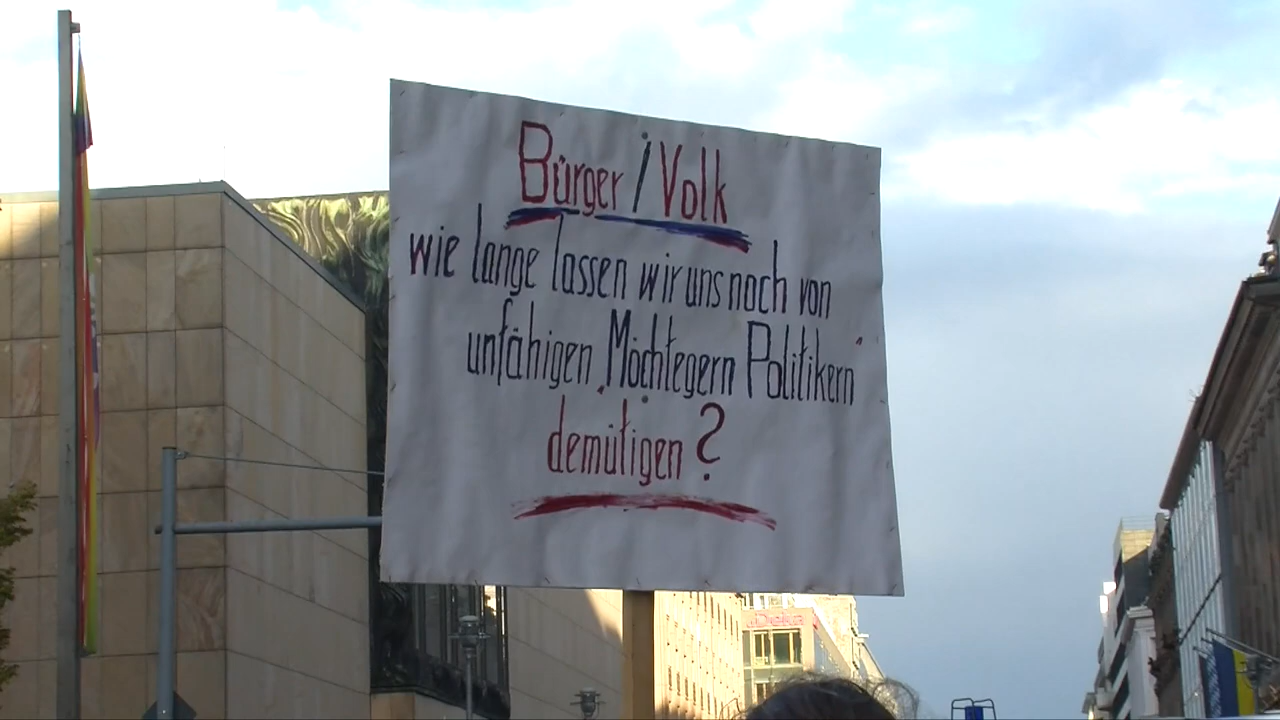 Bürger / Volk
wie lange lassen wir uns noch von
unfähigen "Möchtegern Politikern"
demütigen?